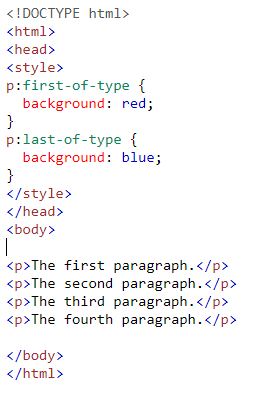 <!DOCTYPE html>
<html>
<head>
<style>
p:first-of-type {
  background: red;
}
p:last-of-type {
  background: blue;
}
</style>
</head>
<body>

<p>The first paragraph.</p>
<p>The second paragraph.</p>
<p>The third paragraph.</p>
<p>The fourth paragraph.</p>

</body>
</html>